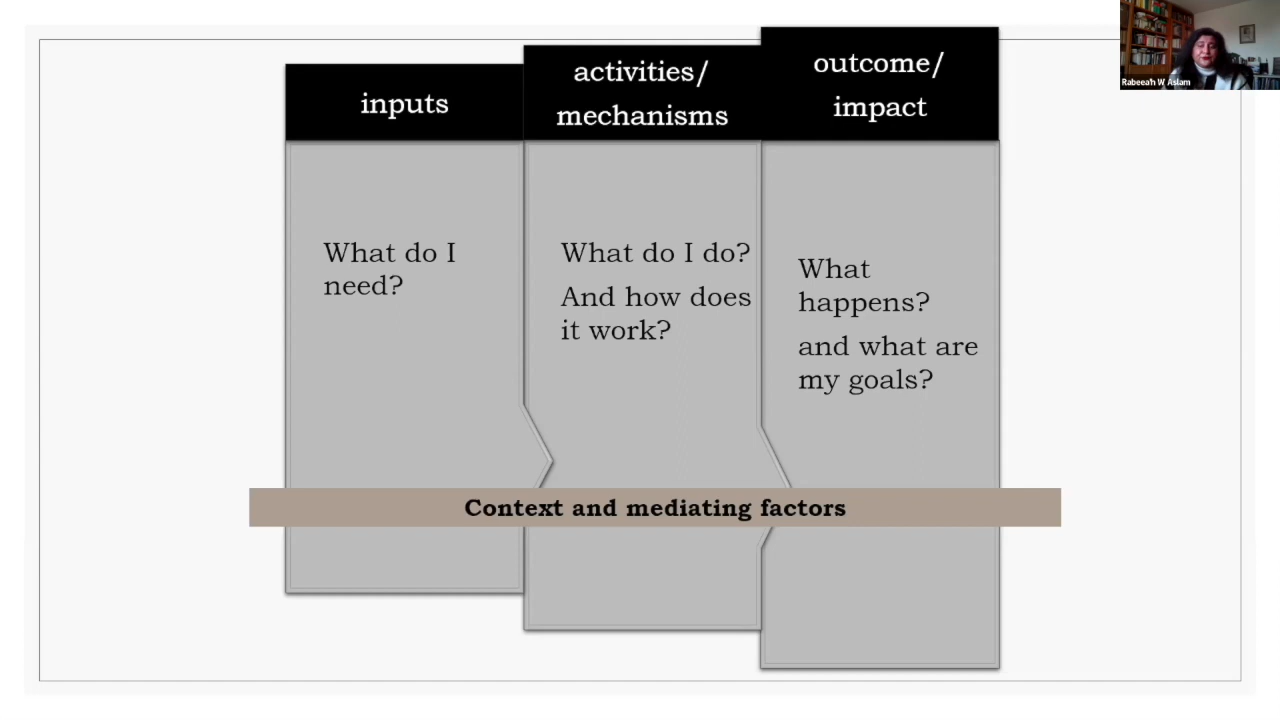 inputs
activities/
mechanisms
outcome/
impact
What do I
need?
What do I do?
And how does
it work?
What
happens?
and what are
my goals?
Context and mediating factors
Rabeea'h W Aslam